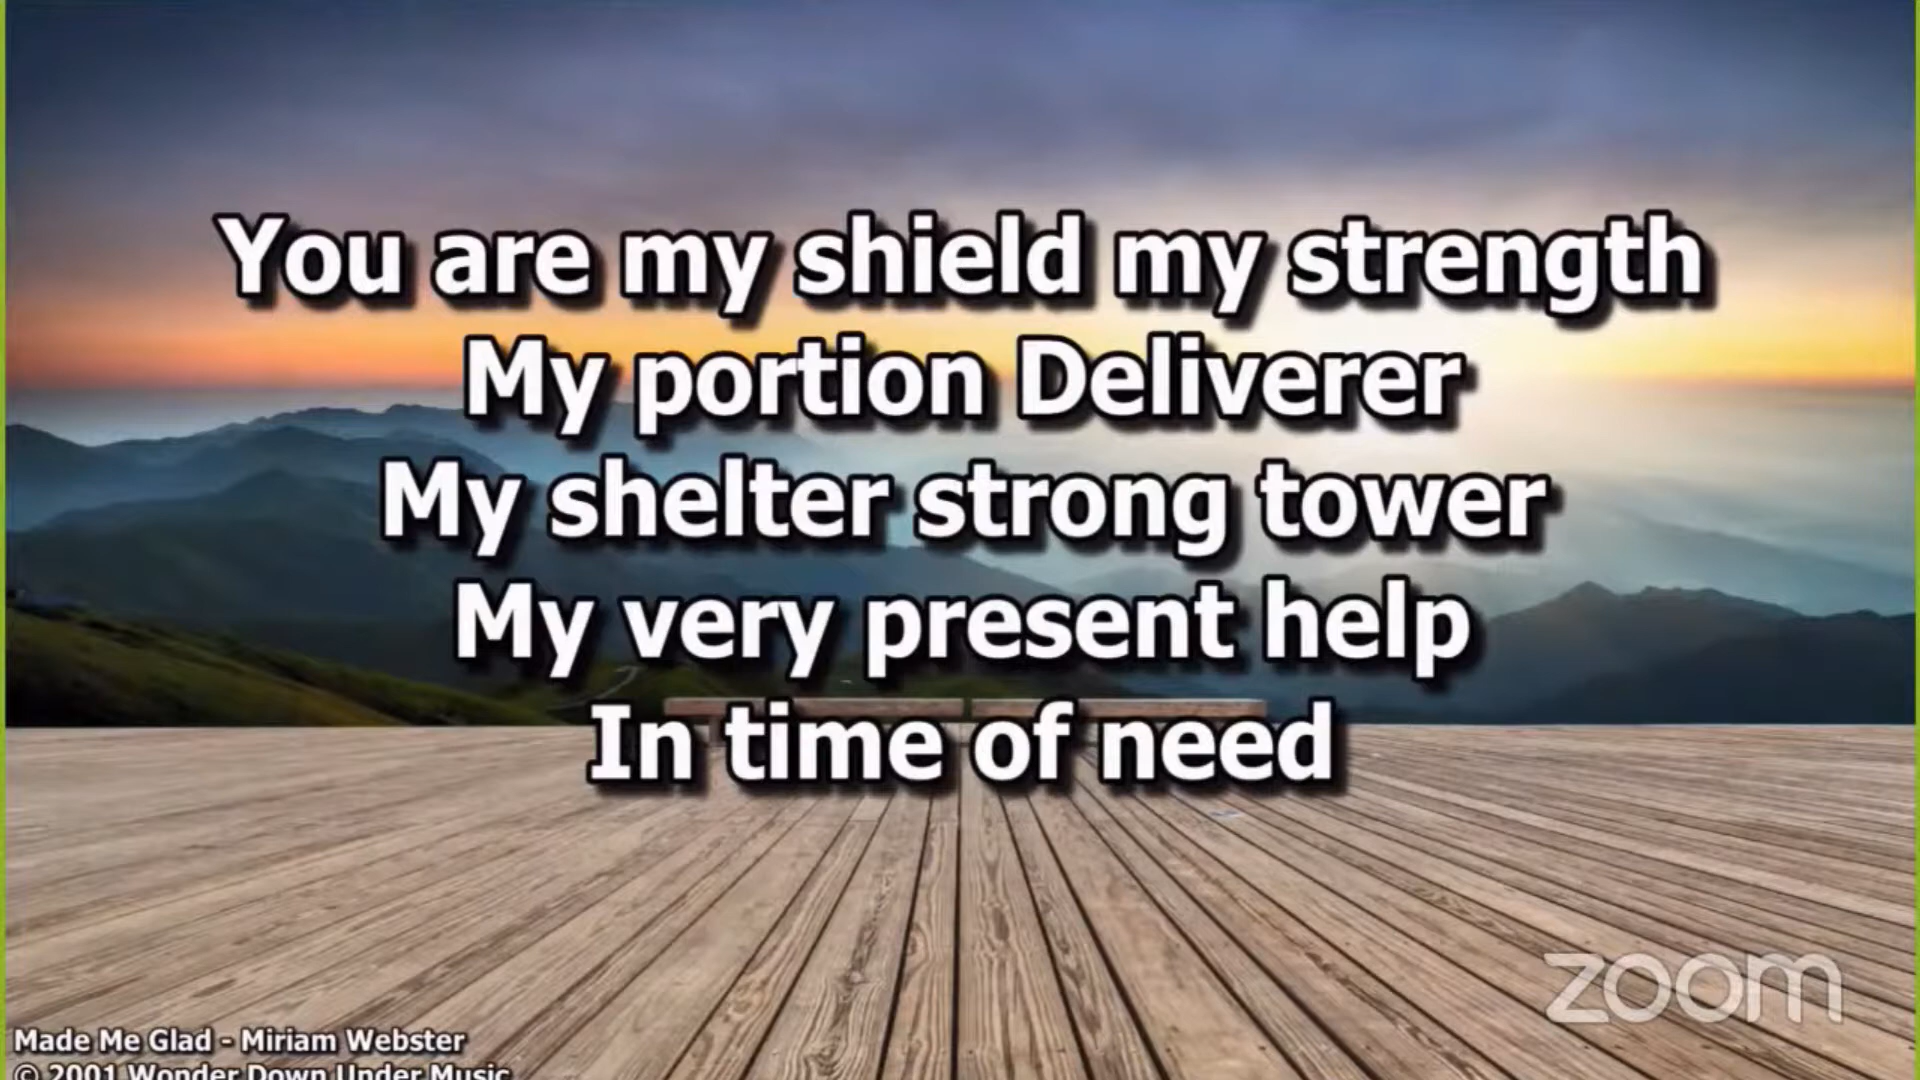 You are my shield my strength
My portion Deliverer
My shelter strong tower
My very present help
In time of need
zoom
Made Me Glad - Miriam Webster
© 2001 Wonder Down Under Music